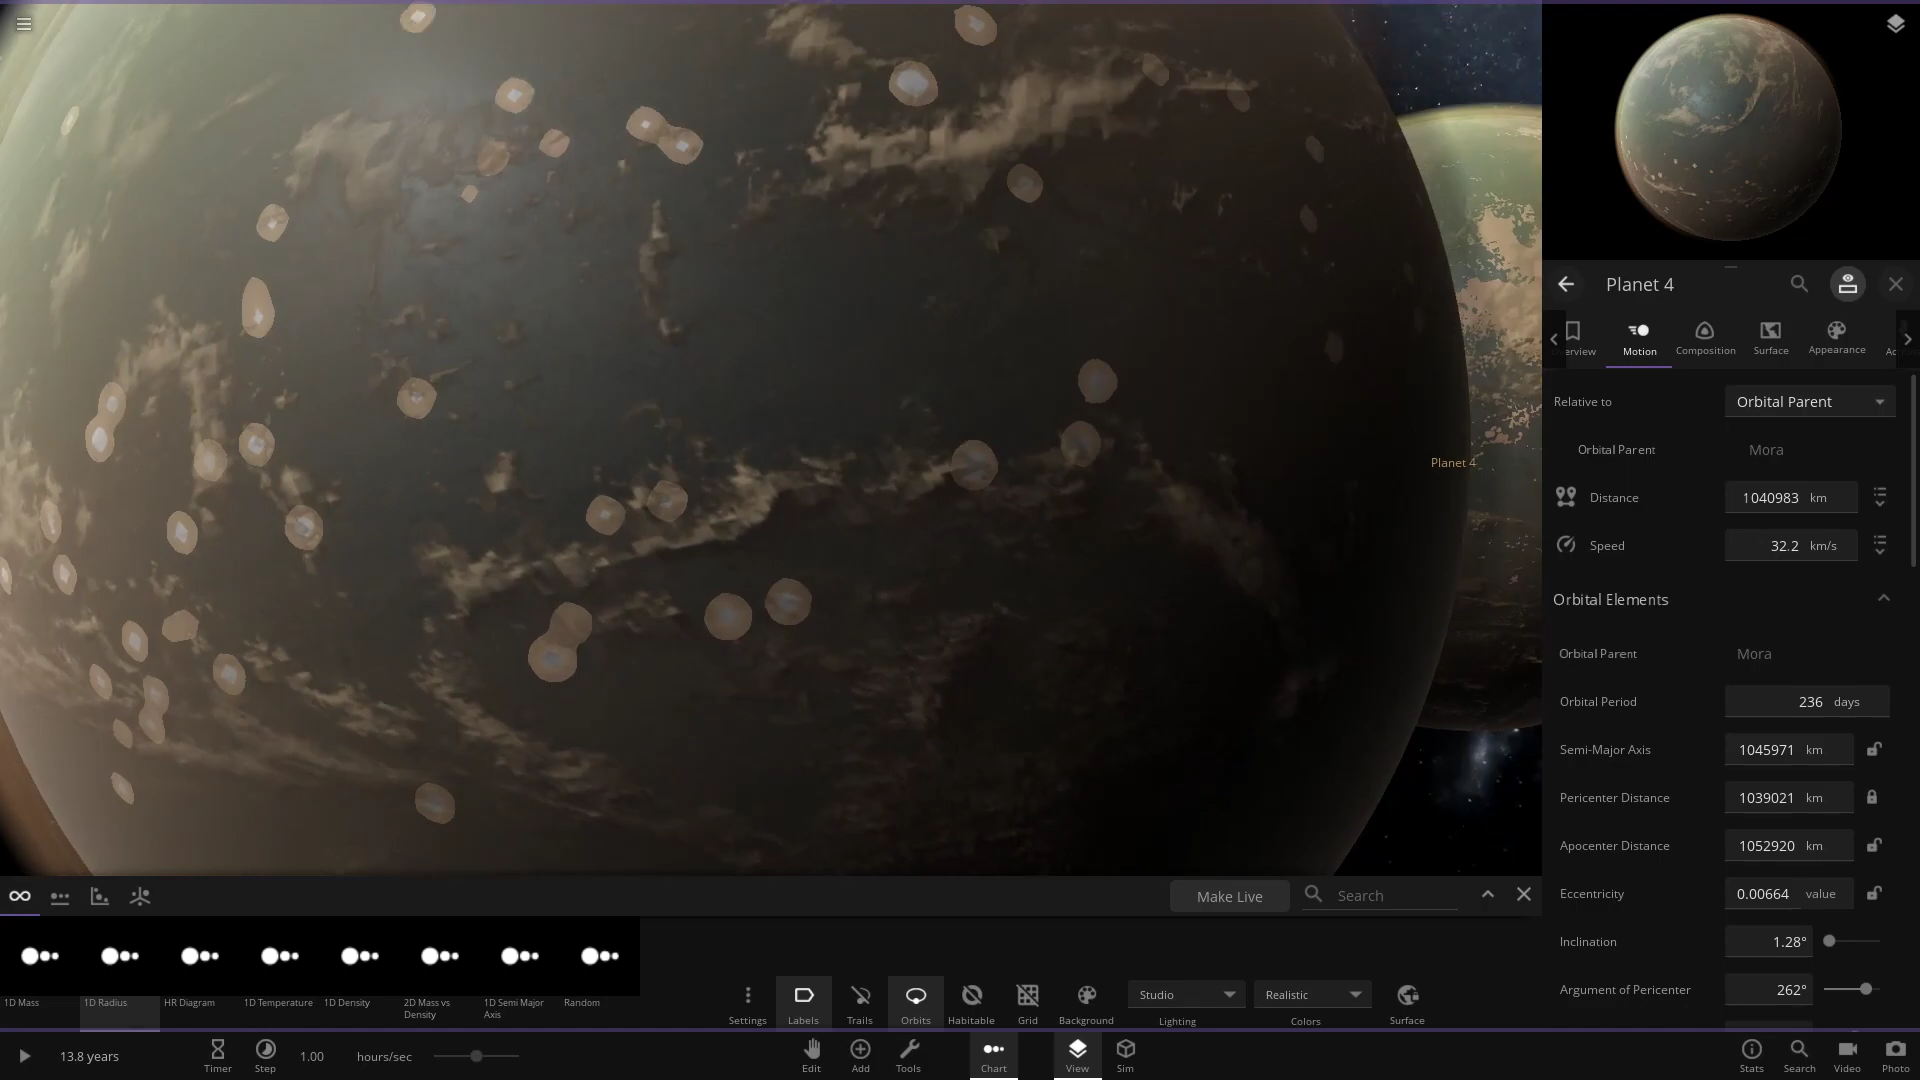 Planet 4
Planet 4
erview
Motion
Composition
Surface
Appearance
Relative to
Orbital Parent
Orbital Parent
Mora
Distance
1040983 km
Speed
32.2 km/s
Orbital Elements
Orbital Parent
Mora
Orbital Period
236 days
Semi-Major Axis
1045971 km
Pericenter Distance
1039021 km
Apocenter Distance
1052920 km
Eccentricity
0.00664 value
Inclination
1.28°
Argument of Pericenter
262°
Make Live
Search
1D Mass
1D Radius
HR Diagram
1D Temperature
1D Density
2D Mass vs
Density
1D Semi Major
Axis
Random
Settings
Labels
Trails
Orbits
Habitable
Grid
Background
Studio
Lighting
Realistic
Colors
Surface
13.8 years
Timer
Step
1.00
hours/sec
Edit
Add
Tools
Chart
View
Sim
Stats
Search
Video
Photo